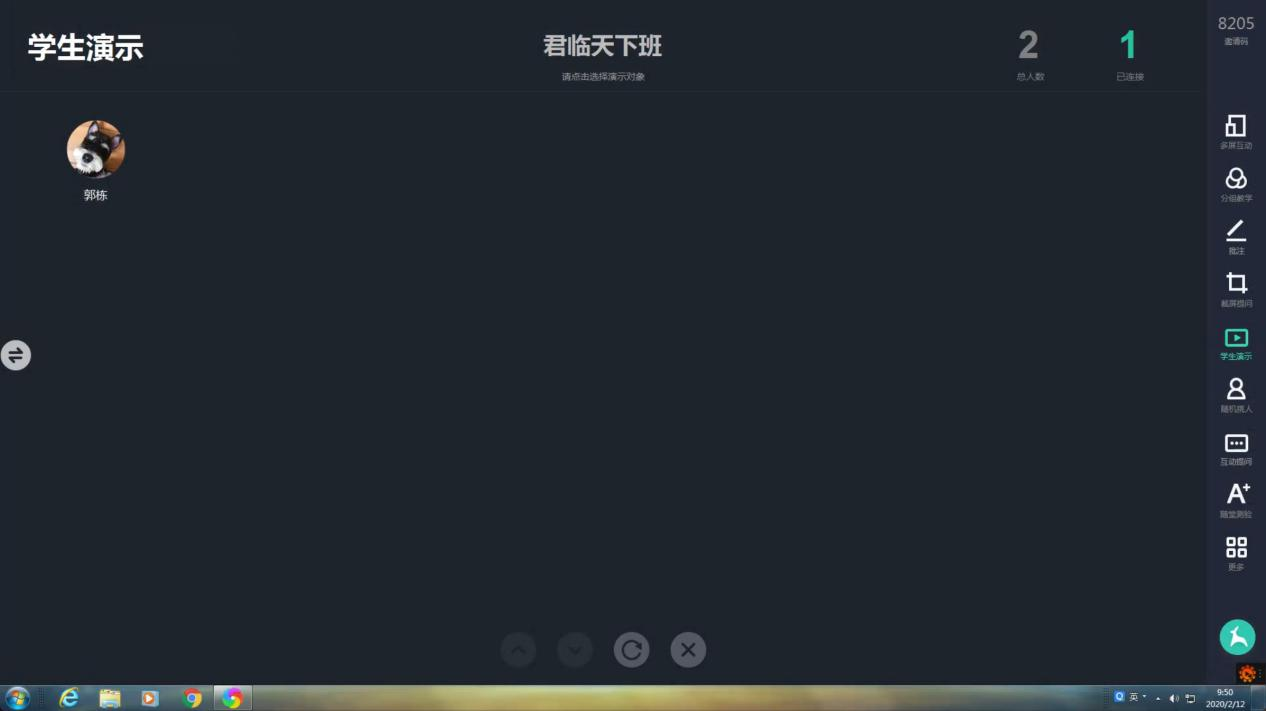 学生演示
君临天下班
请点击选择演示对象
2
总人数
1
已连接
8205
邀请码
郭栋
多屏互动
分组教学
批注
截屏提问
学生演示
随机挑人
互动提问
随堂测验
更多
英
9:50
2020/2/12